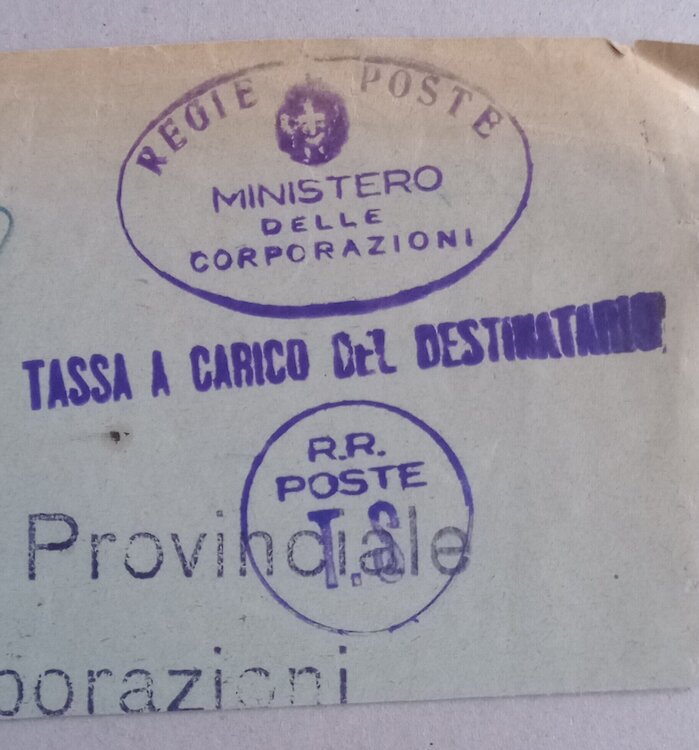 REGIE POSTE
MINISTERO
DELLE
CORPORAZIONI
TASSA A CARICO DEL DESTINATARIO
R.R.
POSTE
T.S
Provinciale
porazioni